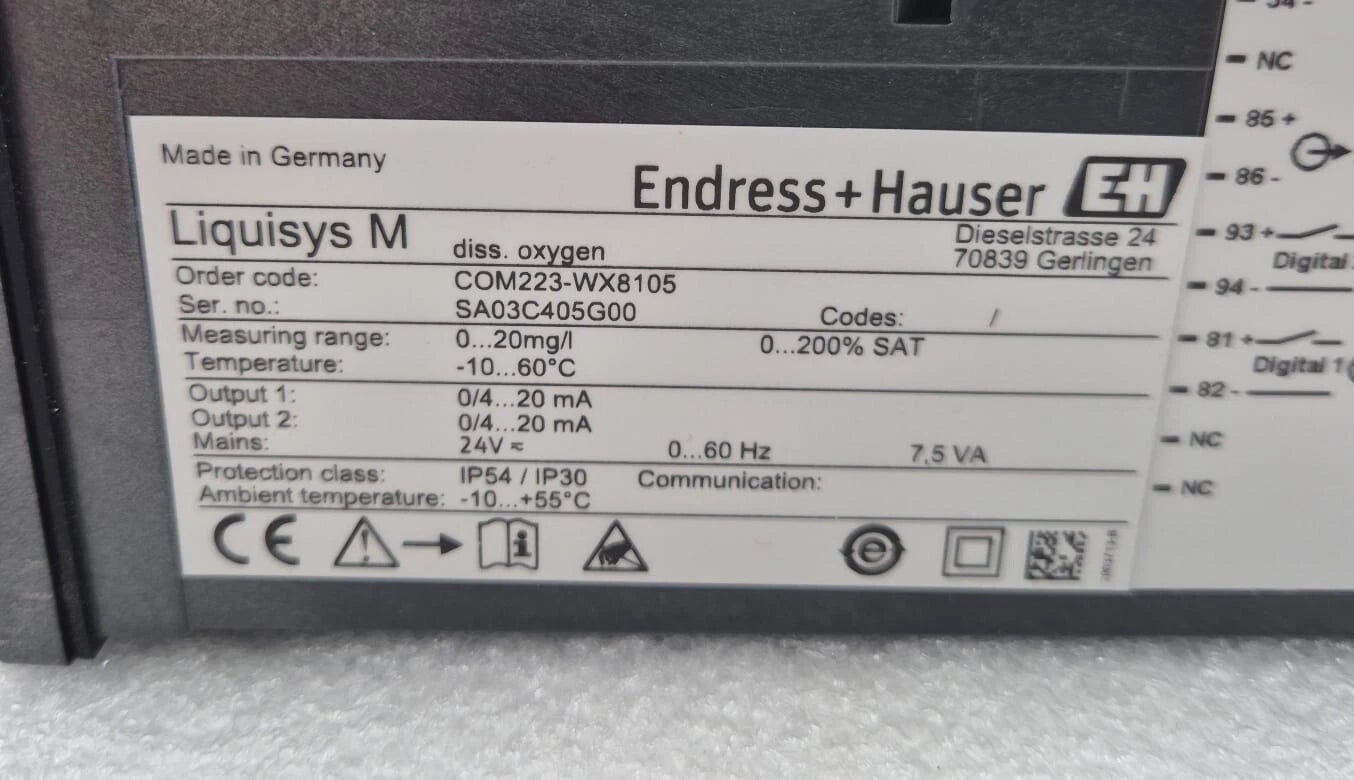 Made in Germany
Endress+Hauser EH
Liquisys M diss. oxygen
Dieselstrasse 24
70839 Gerlingen
Order code: COM223-WX8105
Ser. no.: SA03C405G00 Codes: /
Measuring range: 0...20mg/l 0...200% SAT
Temperature: -10...60°C
Output 1: 0/4...20 mA
Output 2: 0/4...20 mA
Mains: 24V ≂ 0...60 Hz 7,5 VA
Protection class: IP54 / IP30 Communication:
Ambient temperature: -10...+55°C
CE
i
e
NC
85 +
86 -
93 +
Digital
94 -
81 +
Digital 1
82 -
NC
NC